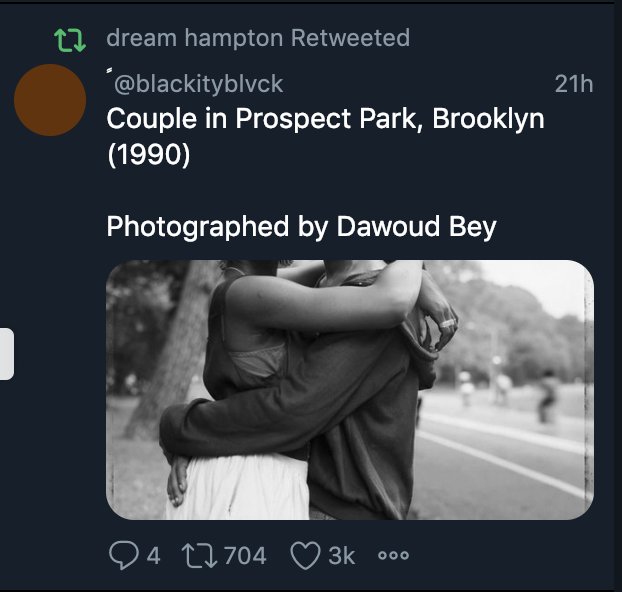 dream hampton Retweeted
@blackityblvck 21h
Couple in Prospect Park, Brooklyn
(1990)
Photographed by Dawoud Bey
4 704 3k